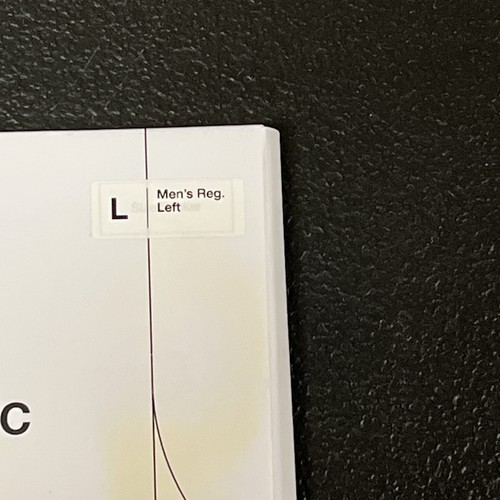 L
Men's Reg.
Left
C